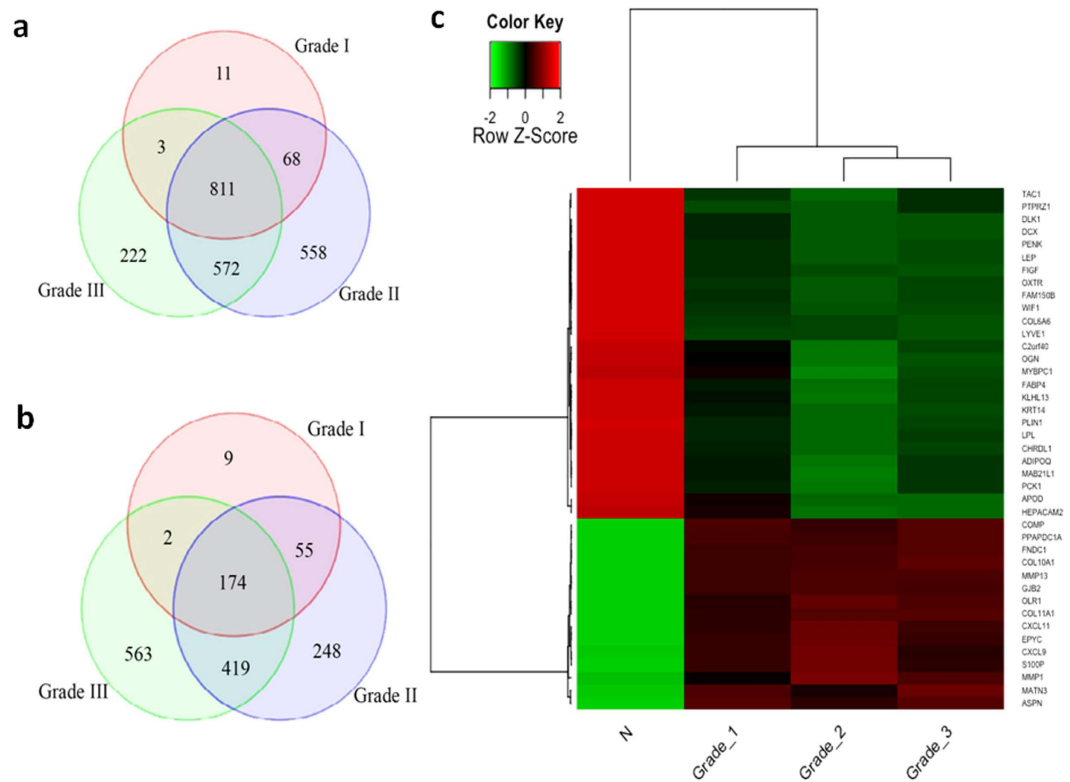 a
Grade I
11
3
68
811
222
572
558
Grade III
Grade II
b
Grade I
9
2
55
174
563
419
248
Grade III
Grade II
c
Color Key
-2 0 2
Row Z-Score
TAC1
PTPRZ1
DLK1
DCX
PENK
LEP
FIGF
OXTR
FAM150B
WIF1
COL6A6
LYVE1
C2orf40
OGN
MYBPC1
FABP4
KLHL13
KRT14
PLIN1
LPL
CHRDL1
ADIPOQ
MAB21L1
PCK1
APOD
HEPACAM2
COMP
PPAPDC1A
FNDC1
COL10A1
MMP13
GJB2
OLR1
COL11A1
CXCL11
EPYC
CXCL9
S100P
MMP1
MATN3
ASPN
N
Grade_1
Grade_2
Grade_3